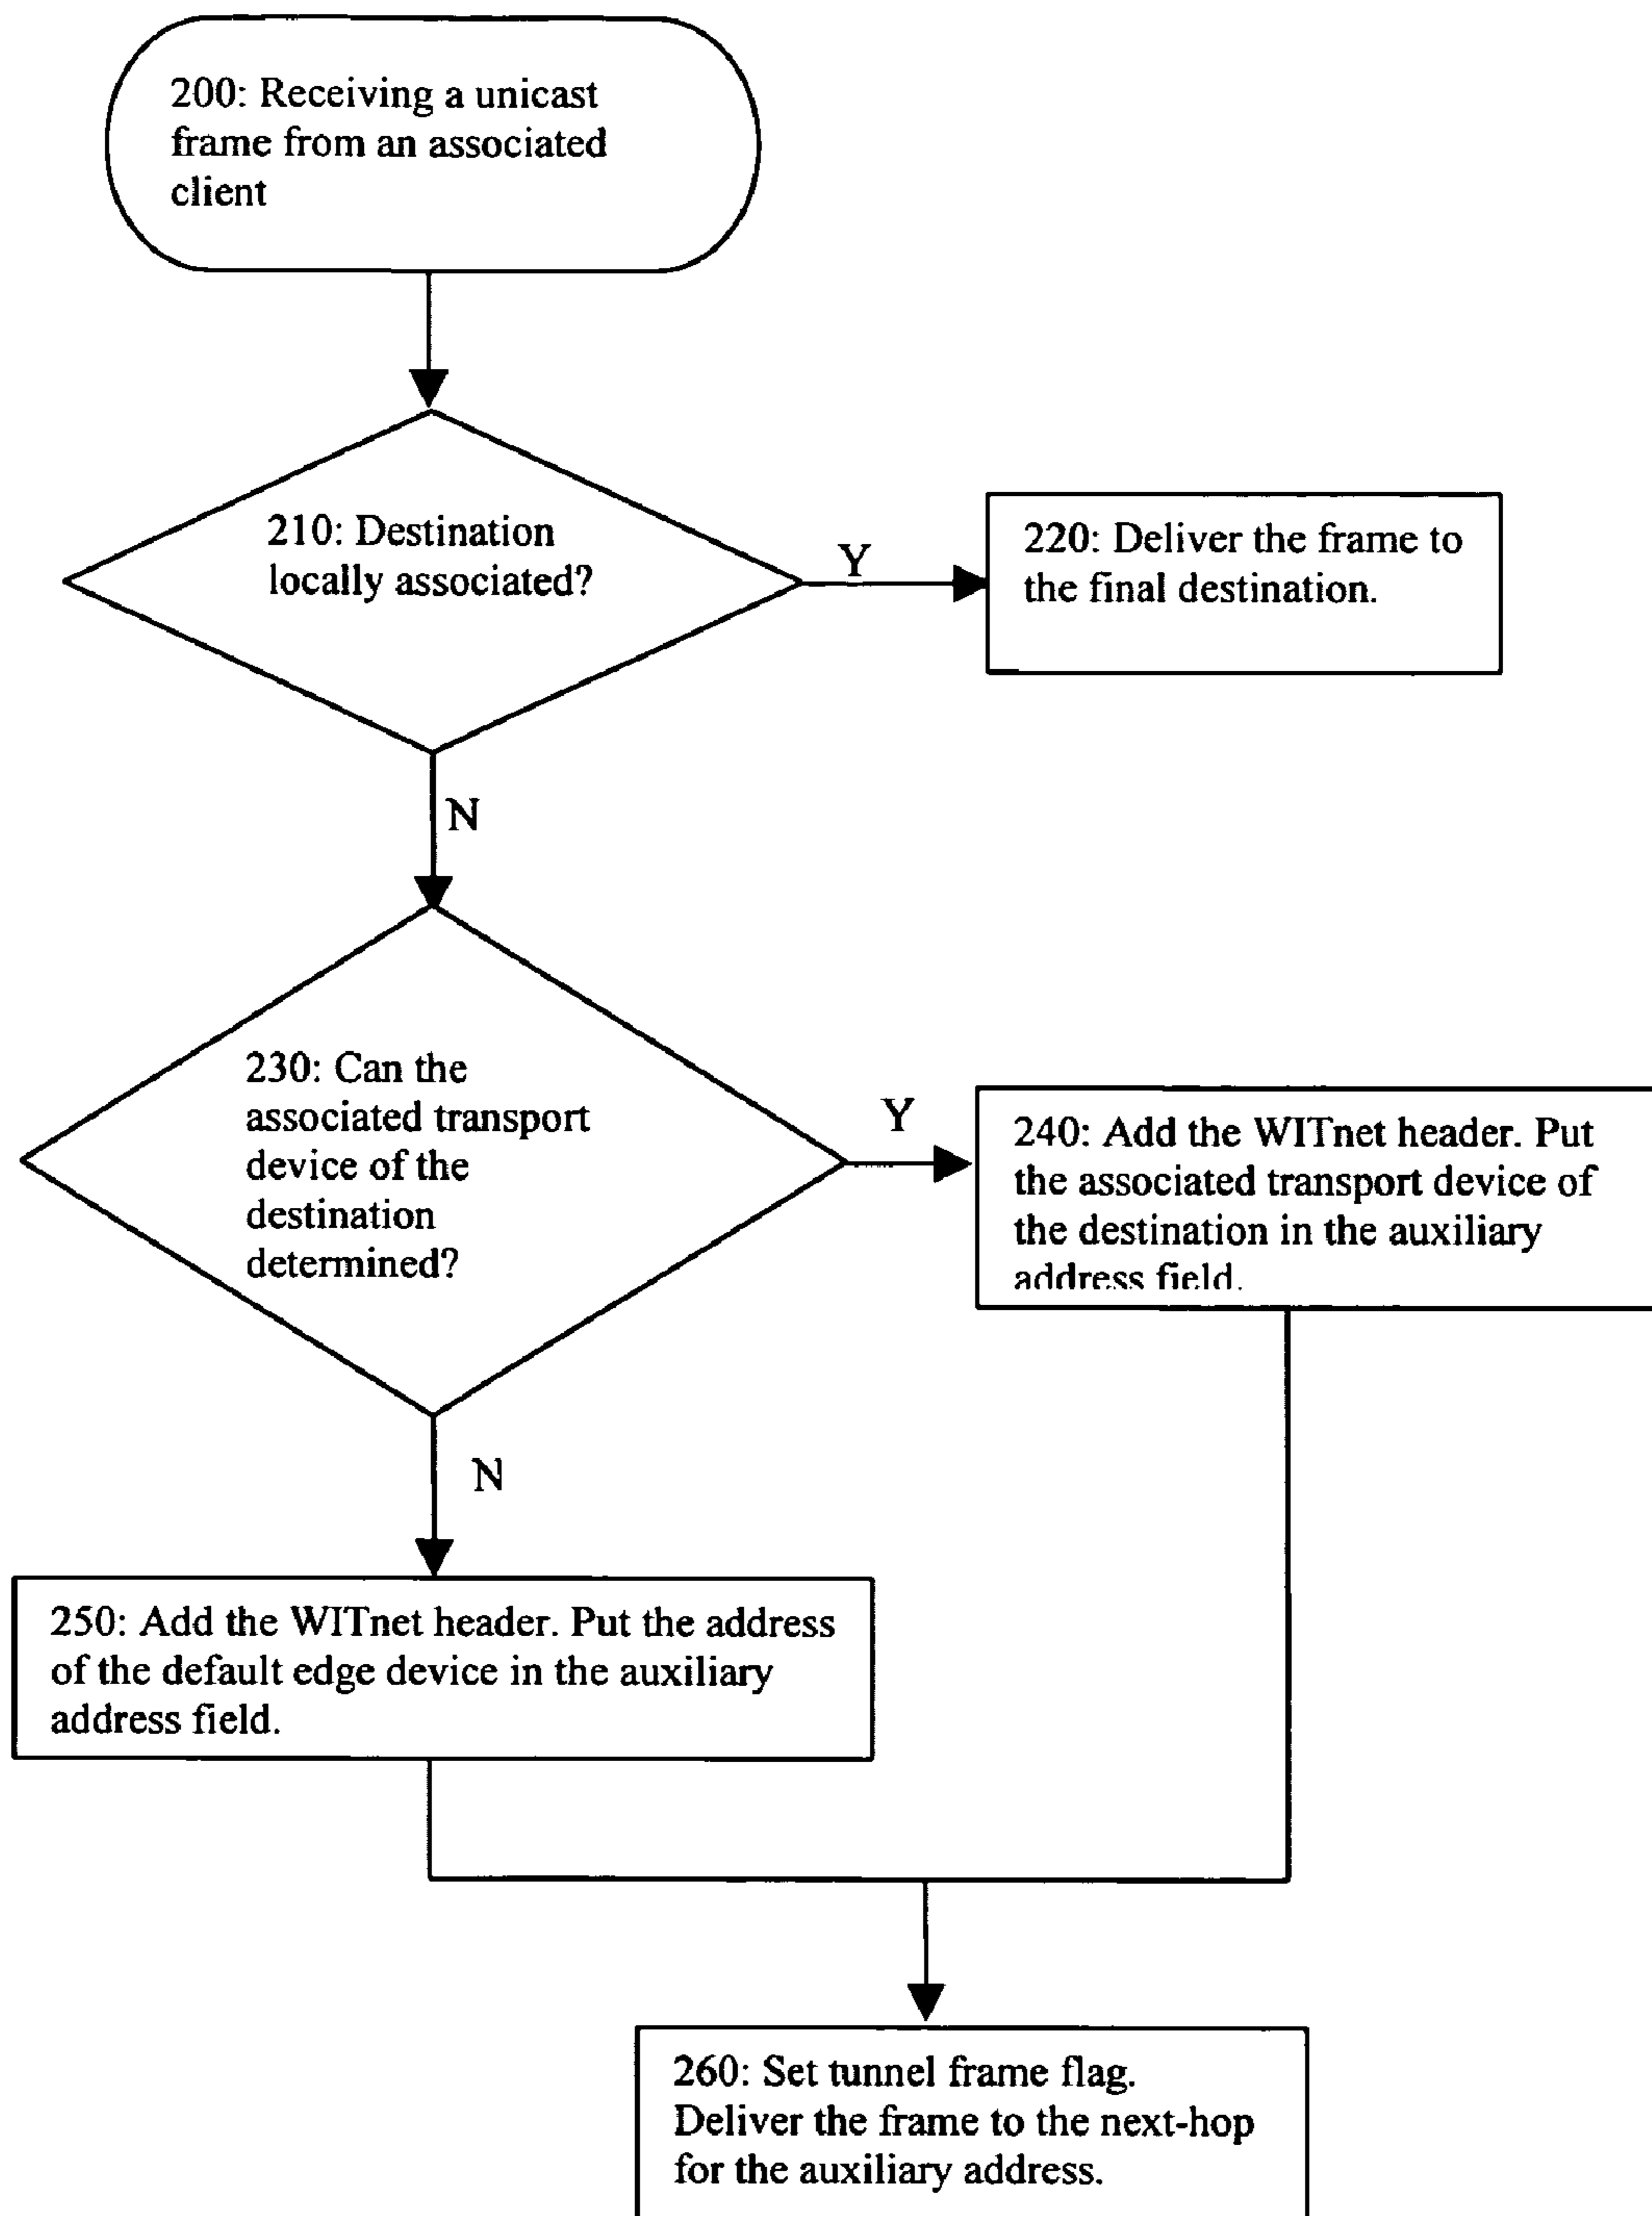 200: Receiving a unicast
frame from an associated
client
210: Destination
locally associated?
Y
220: Deliver the frame to
the final destination.
N
230: Can the
associated transport
device of the
destination
determined?
Y
240: Add the WITnet header. Put
the associated transport device of
the destination in the auxiliary
address field.
N
250: Add the WITnet header. Put the address
of the default edge device in the auxiliary
address field.
260: Set tunnel frame flag.
Deliver the frame to the next-hop
for the auxiliary address.